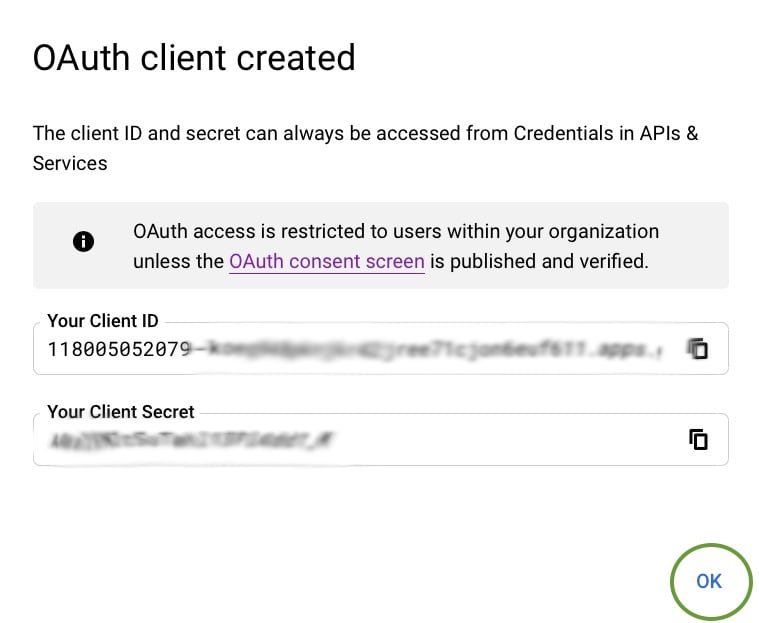 OAuth client created
The client ID and secret can always be accessed from Credentials in APIs &
Services
OAuth access is restricted to users within your organization
unless the OAuth consent screen is published and verified.
Your Client ID
118005052079
Your Client Secret
OK